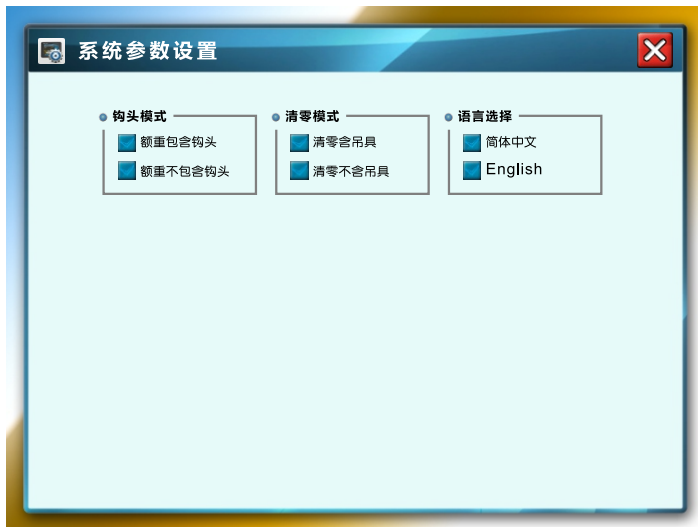 系统参数设置
钩头模式
额重包含钩头
额重不包含钩头
清零模式
清零含吊具
清零不含吊具
语言选择
简体中文
English